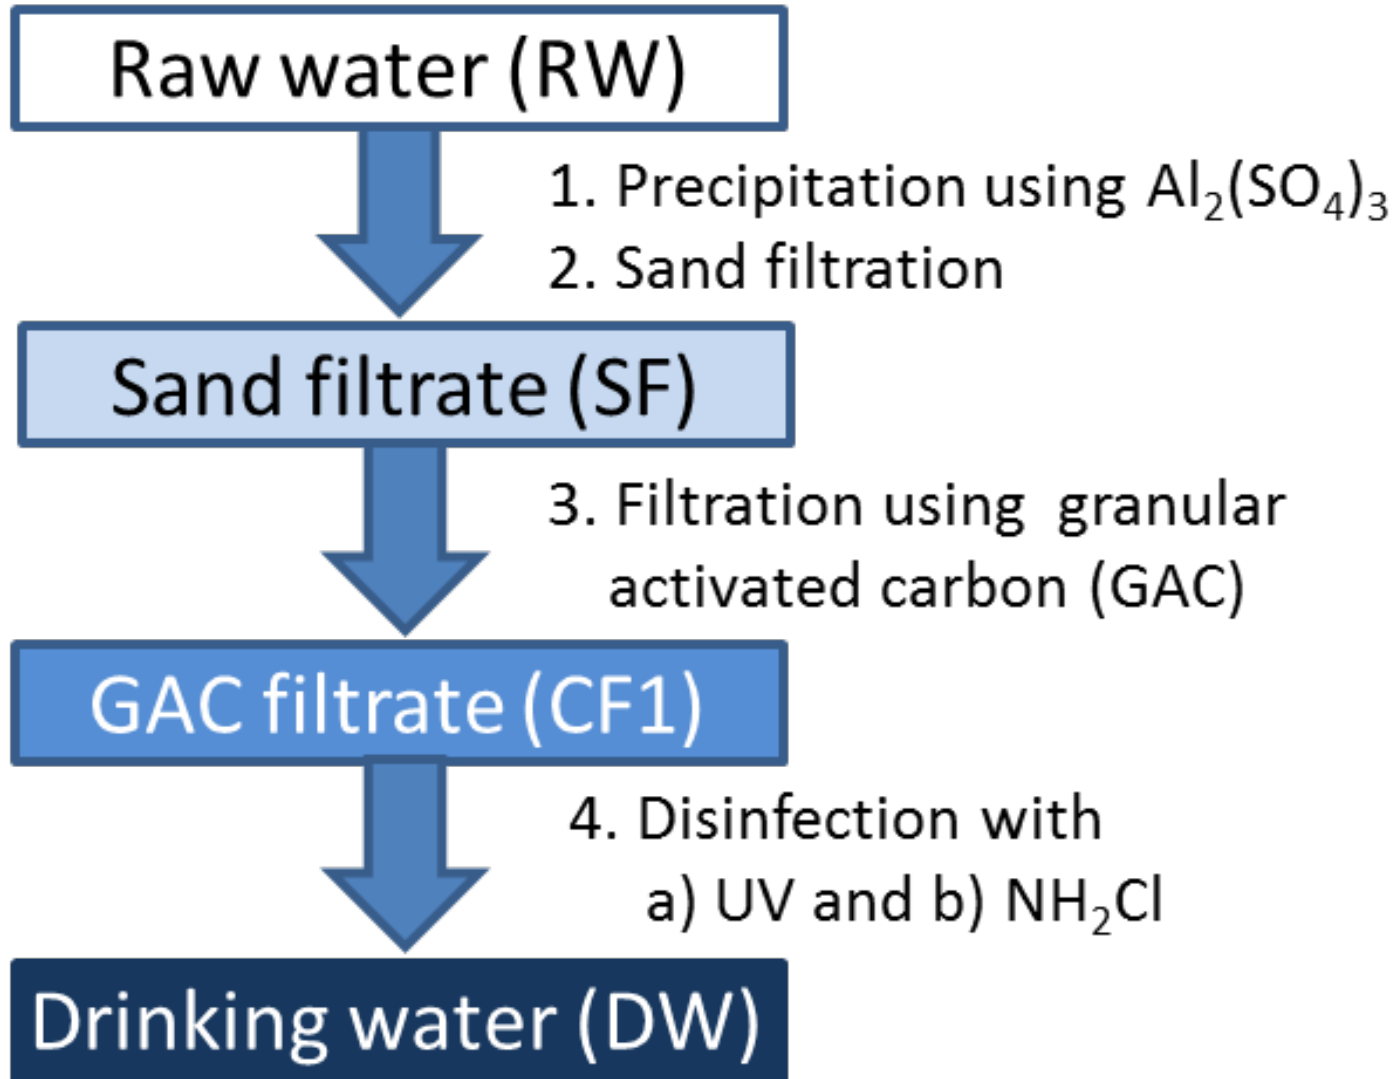 Raw water (RW)
1. Precipitation using Al₂(SO₄)₃
2. Sand filtration
Sand filtrate (SF)
3. Filtration using granular
activated carbon (GAC)
GAC filtrate (CF1)
4. Disinfection with
a) UV and b) NH₂Cl
Drinking water (DW)